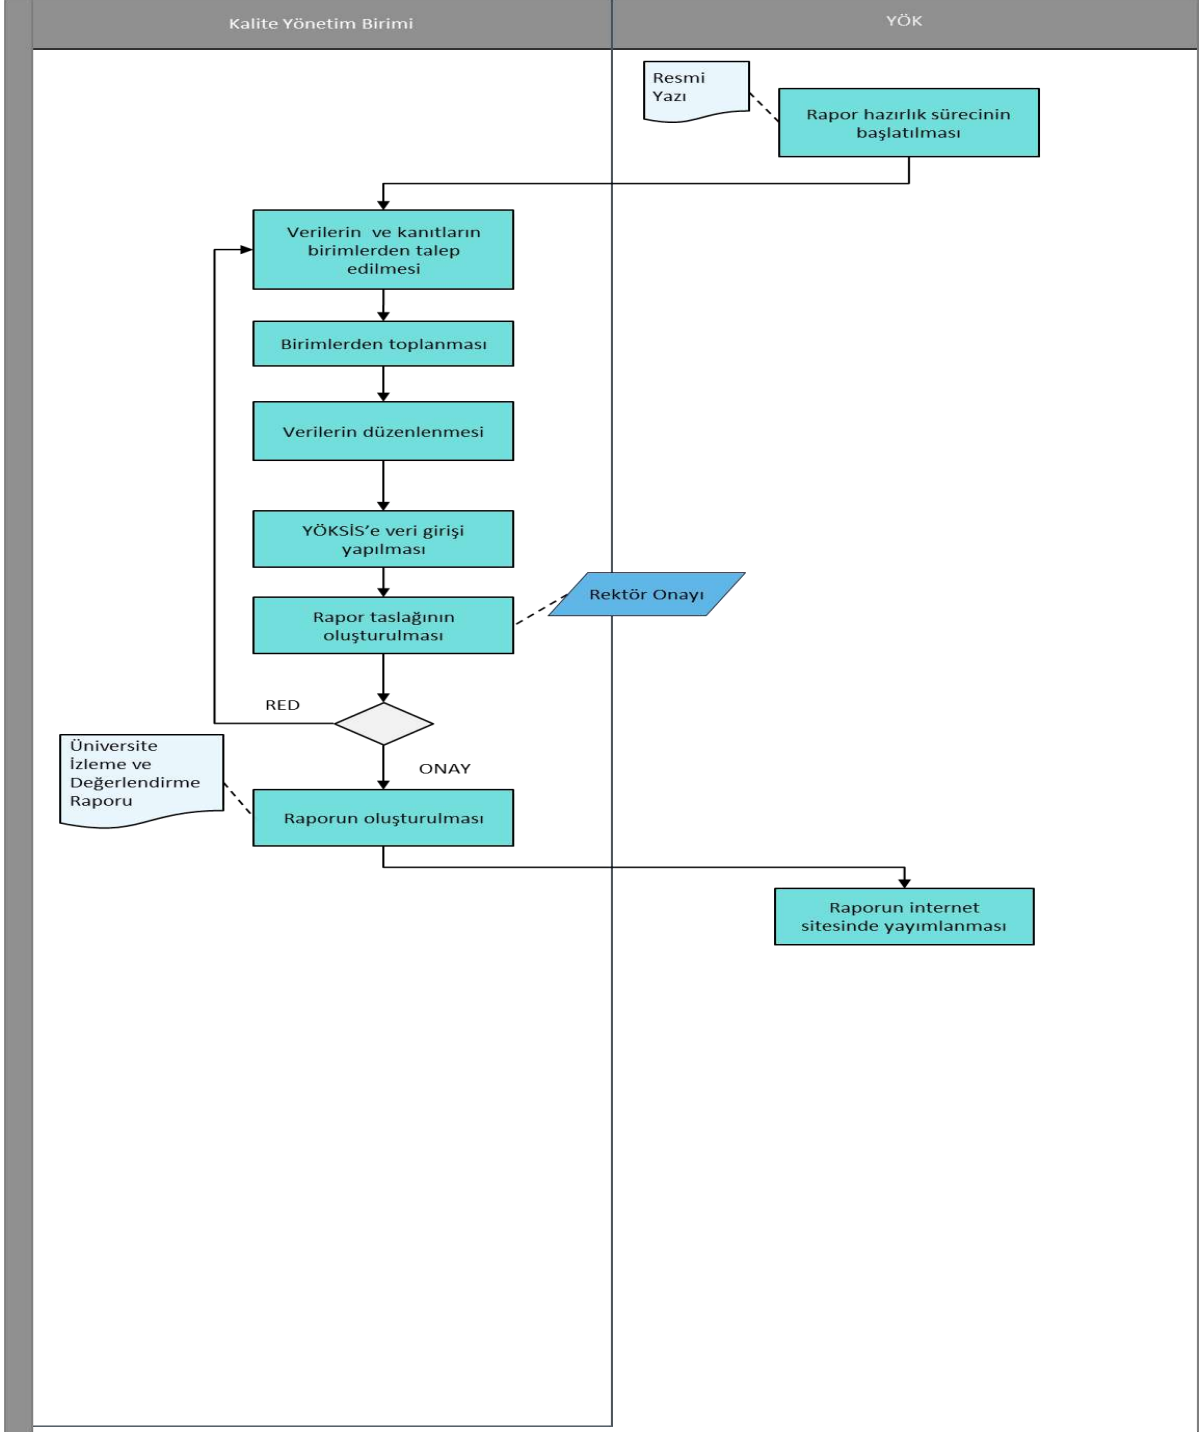 Kalite Yönetim Birimi
YÖK
Resmi
Yazı
Rapor hazırlık sürecinin
başlatılması
Verilerin ve kanıtların
birimlerden talep
edilmesi
Birimlerden toplanması
Verilerin düzenlenmesi
YÖKSİS’e veri girişi
yapılması
Rektör Onayı
Rapor taslağının
oluşturulması
RED
Üniversite
İzleme ve
Değerlendirme
Raporu
ONAY
Raporun oluşturulması
Raporun internet
sitesinde yayımlanması